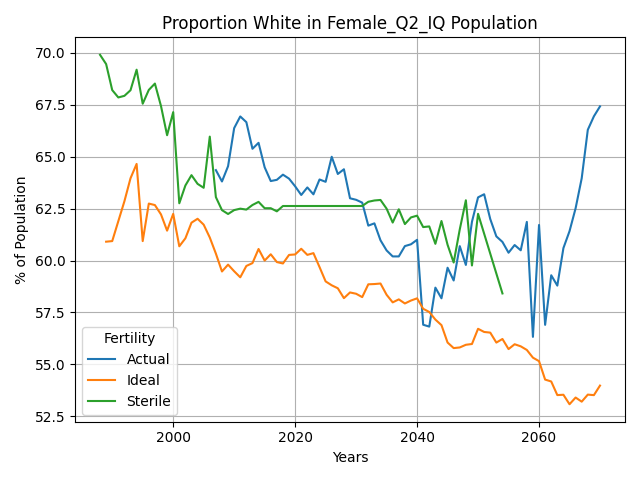 Proportion White in Female_Q2_IQ Population
% of Population
70.0
67.5
65.0
62.5
60.0
57.5
55.0
52.5
Fertility
Actual
Ideal
Sterile
2000
2020
2040
2060
Years